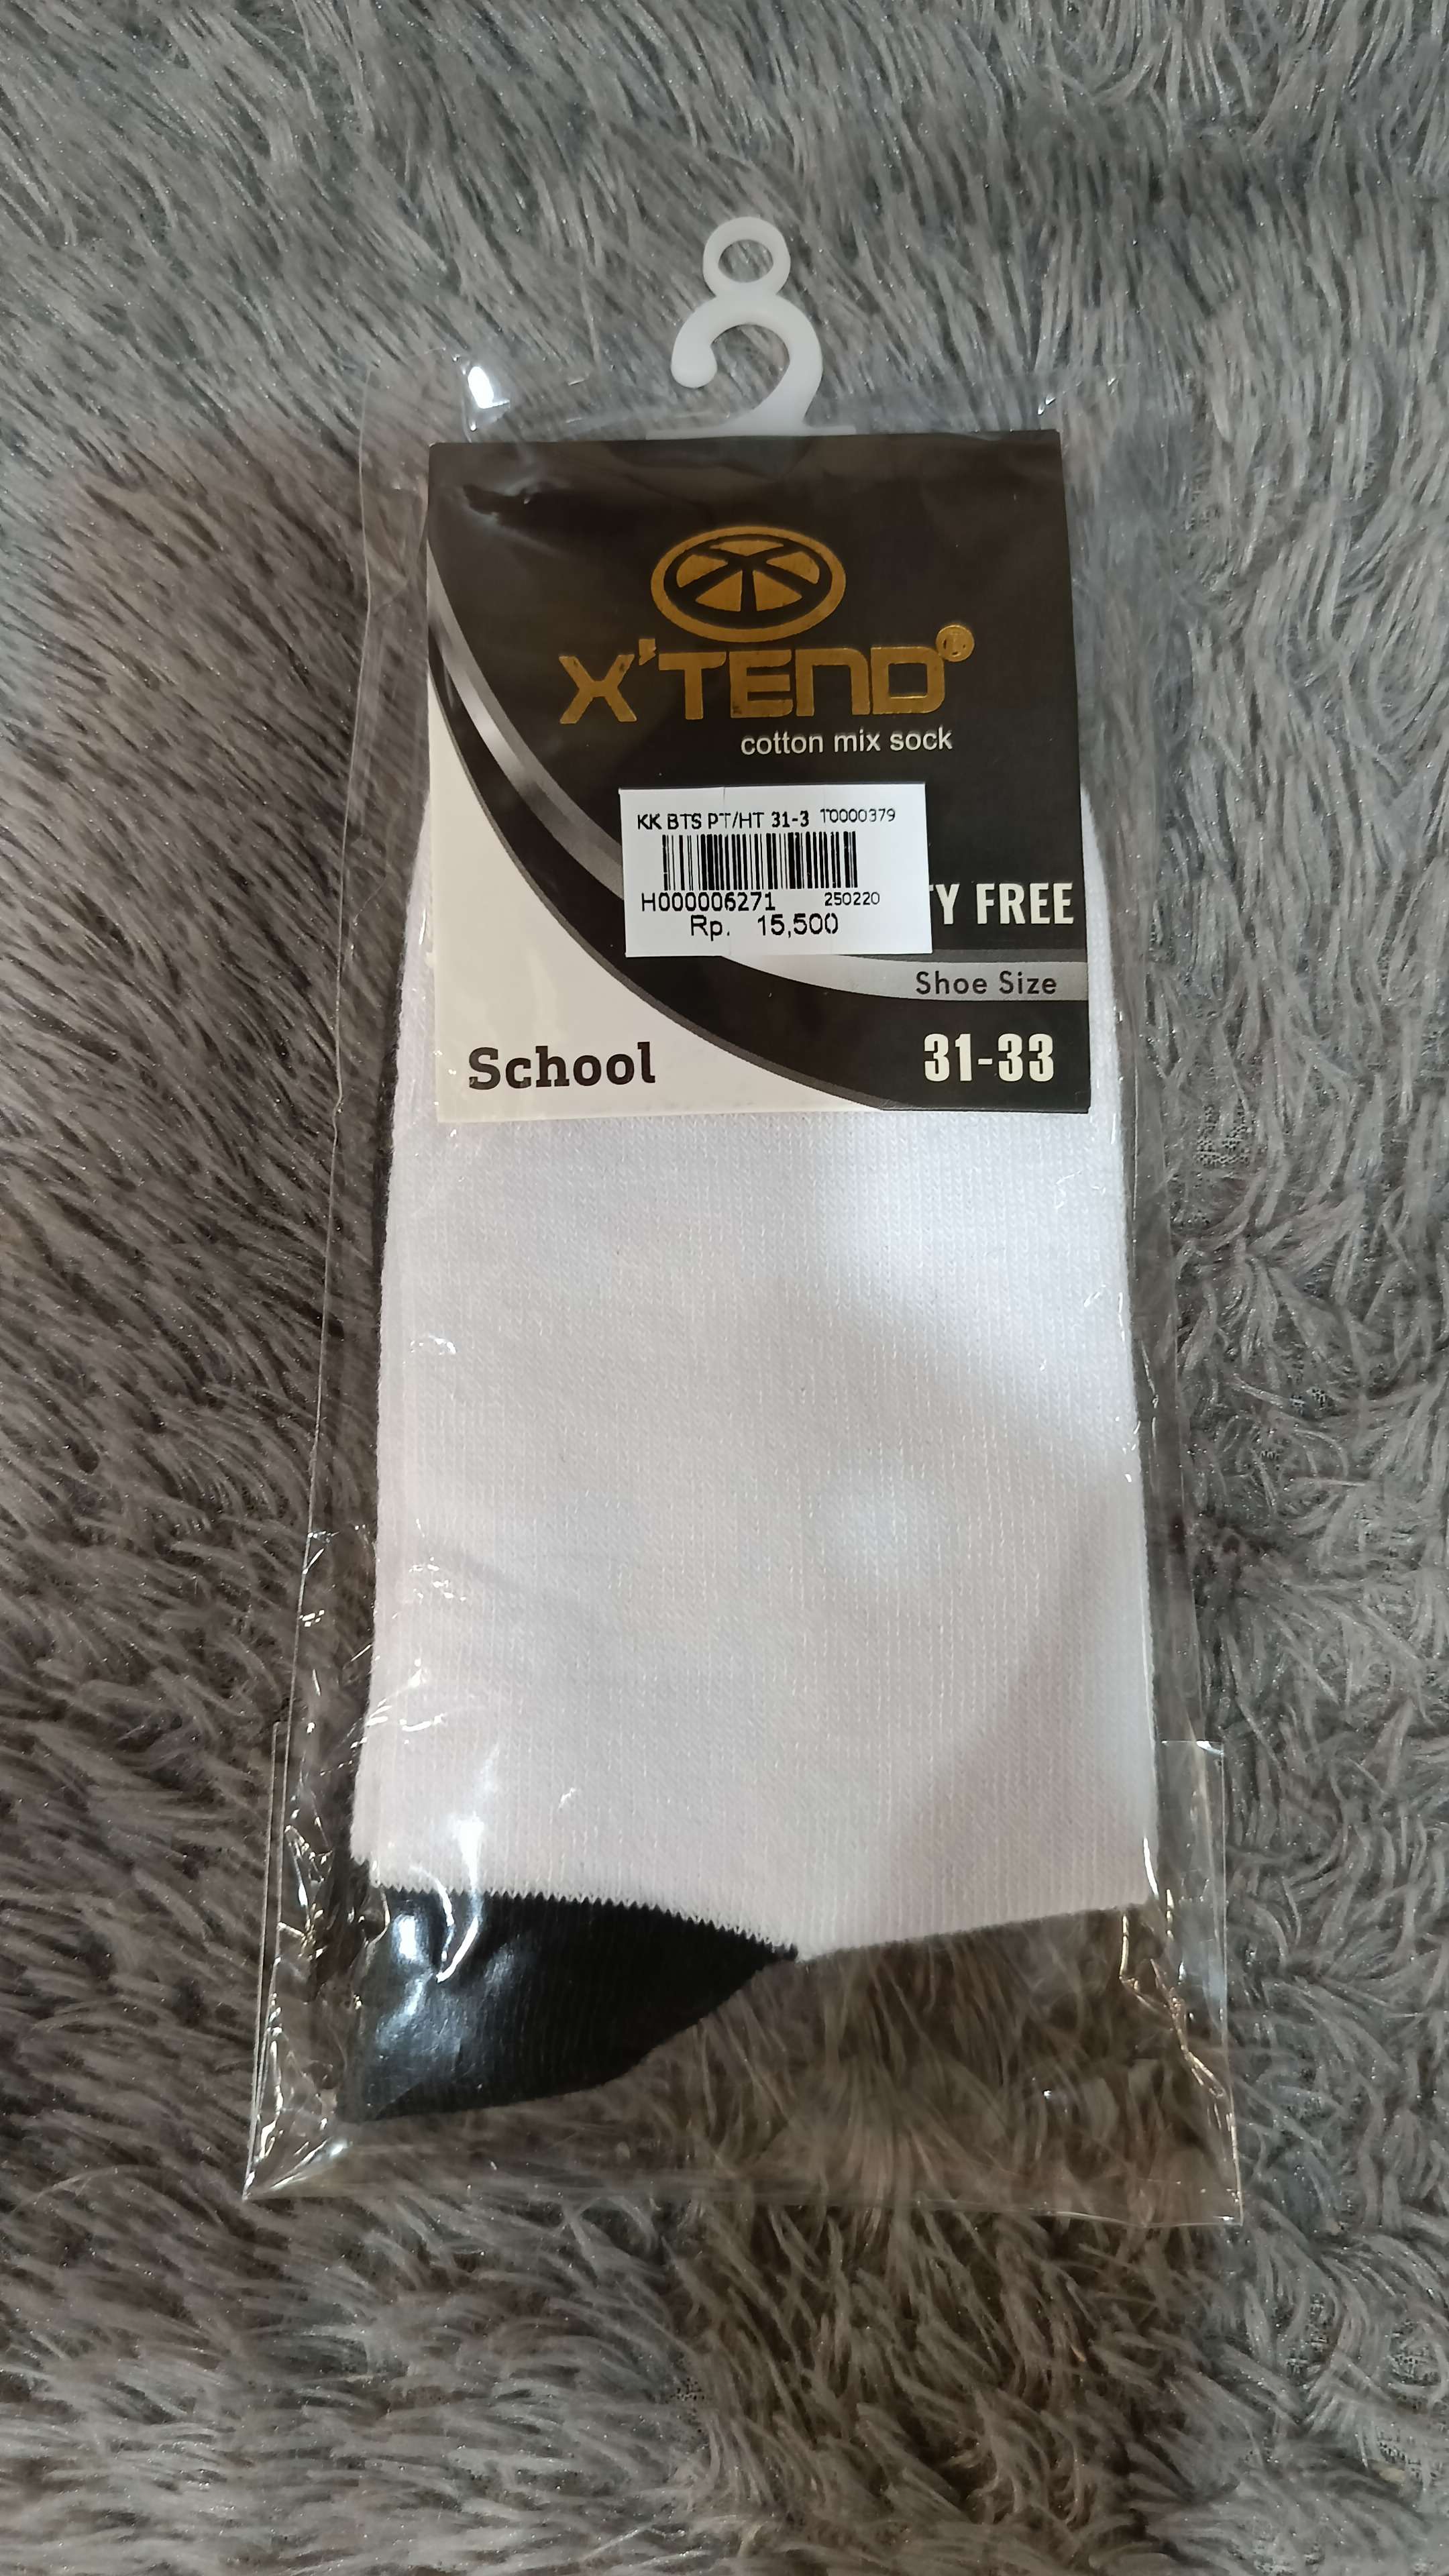 X'TEND
cotton mix sock
KK BTS PT/HT 31-3 10000379
H000006271 250220
Rp. 15,500
TY FREE
Shoe Size
School
31-33